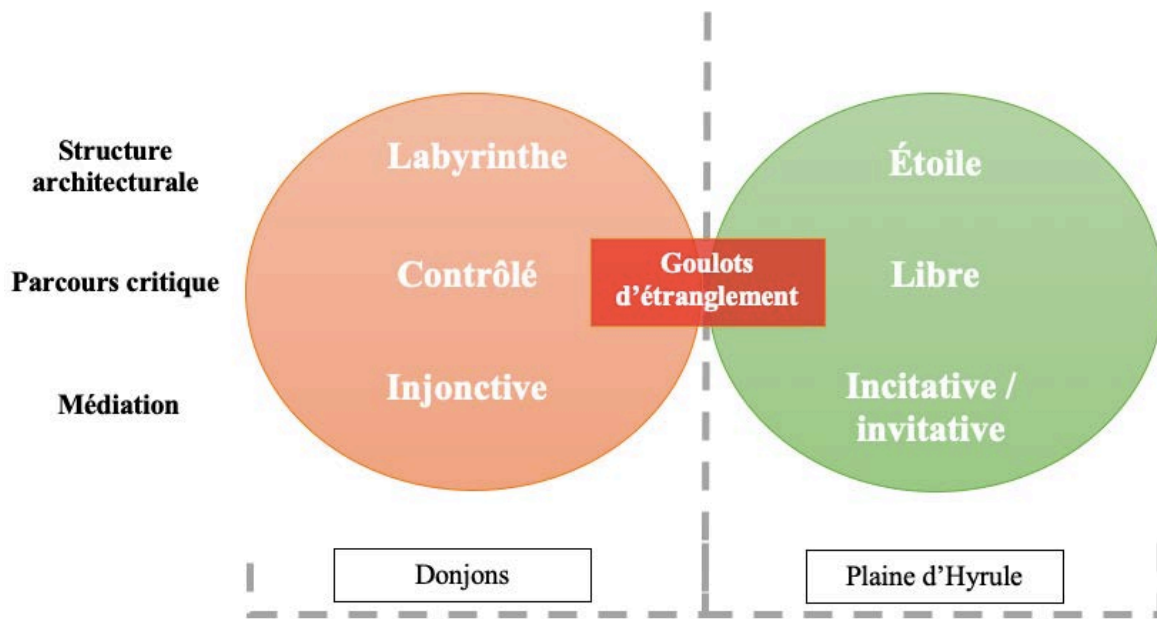 Structure
architecturale
Labyrinthe
Étoile
Parcours critique
Contrôlé
Goulots
d'étranglement
Libre
Médiation
Injonctive
Incitative /
invitative
Donjons
Plaine d'Hyrule